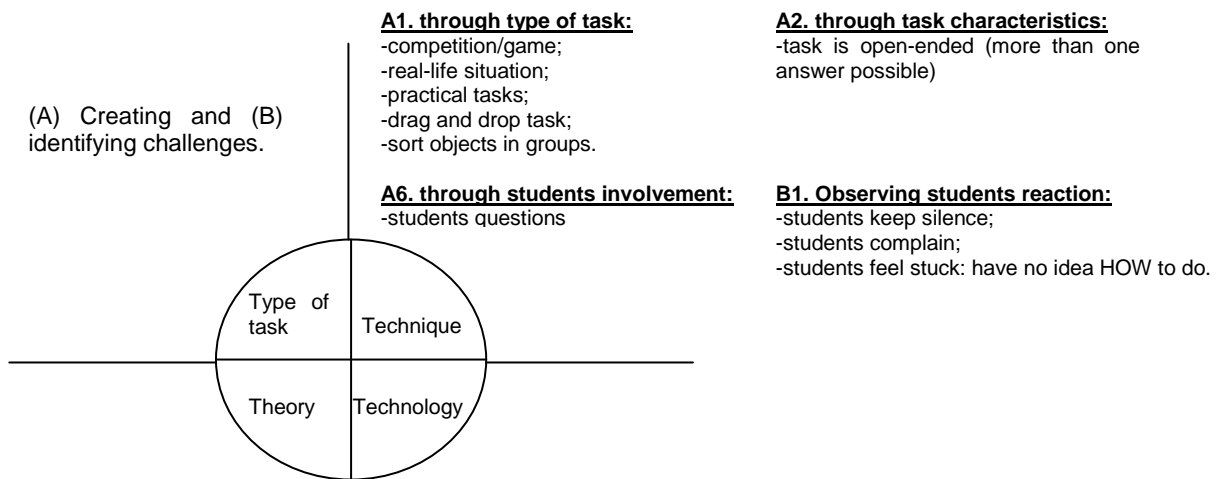 (A) Creating and (B)
identifying challenges.
A1. through type of task:
-competition/game;
-real-life situation;
-practical tasks;
-drag and drop task;
-sort objects in groups.
A2. through task characteristics:
-task is open-ended (more than one
answer possible)
A6. through students involvement:
-students questions
B1. Observing students reaction:
-students keep silence;
-students complain;
-students feel stuck: have no idea HOW to do.
Type of
task
Technique
Theory
Technology